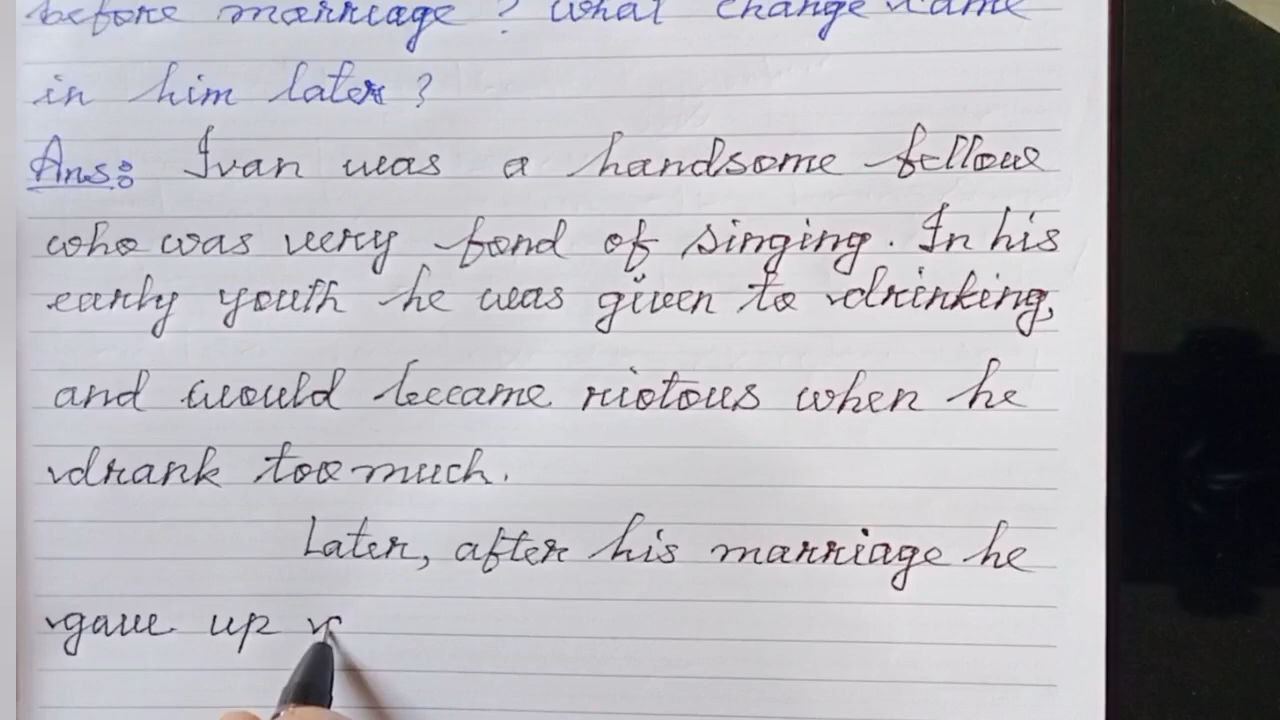 before marriage? What change came
in him later?
Ans: Ivan was a handsome fellow
who was very fond of singing. In his
early youth he was given to drinking,
and would became riotous when he
drank too much.
Later, after his marriage he
gave up